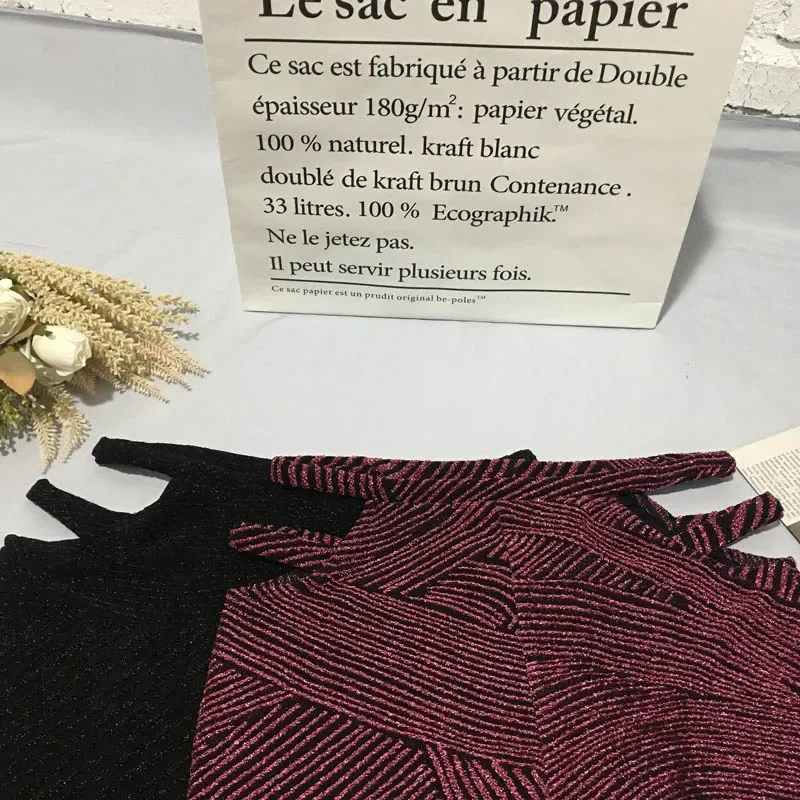 Le sac en papier
Ce sac est fabriqué à partir de Double
épaisseur 180g/m²: papier végétal.
100 % naturel. kraft blanc
doublé de kraft brun Contenance .
33 litres. 100 % Ecographik.™
Ne le jetez pas.
Il peut servir plusieurs fois.
Ce sac papier est un prudit original be-poles™